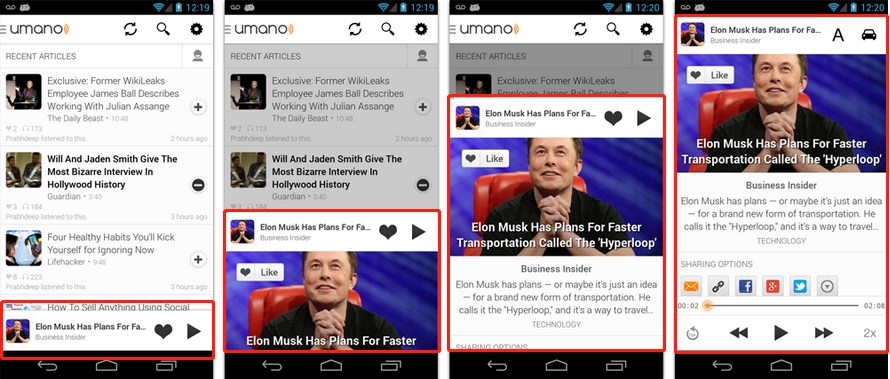 12:19
umano
RECENT ARTICLES
Exclusive: Former WikiLeaks
Employee James Ball Describes
Working With Julian Assange
The Daily Beast • 10:48
2 113
Prabhdeep listened to this. 2 hours ago
Will And Jaden Smith Give The
Most Bizarre Interview In
Hollywood History
Guardian • 3:40
3 184
Prabhdeep listened to this. 3 hours ago
Four Healthy Habits You'll Kick
Yourself for Ignoring Now
Lifehacker • 9:48
8 223
Prabhdeep listened to this. 3 hours ago
How To Sell Anything Using Social
Elon Musk Has Plans For Fa...
Business Insider
12:19
umano
RECENT ARTICLES
Exclusive: Former WikiLeaks
Employee James Ball Describes
Working With Julian Assange
The Daily Beast • 10:48
2 113
Prabhdeep listened to this. 2 hours ago
Will And Jaden Smith Give The
Most Bizarre Interview In
Hollywood History
Guardian • 3:40
3 184
Elon Musk Has Plans For Fa...
Business Insider
Like
Elon Musk Has Plans For Faster
12:20
umano
RECENT ARTICLES
Exclusive: Former WikiLeaks
Employee James Ball Describes
Elon Musk Has Plans For Fa...
Business Insider
Like
Elon Musk Has Plans For Faster
Transportation Called The 'Hyperloop'
Business Insider
Elon Musk has plans — or maybe it's just an idea
— for a brand new form of transportation. He
calls it the "Hyperloop," and it's a way to travel...
TECHNOLOGY
SHARING OPTIONS
12:20
Elon Musk Has Plans For Fa...
Business Insider
A
Like
Elon Musk Has Plans For Faster
Transportation Called The 'Hyperloop'
Business Insider
Elon Musk has plans — or maybe it's just an idea
— for a brand new form of transportation. He
calls it the "Hyperloop," and it's a way to travel...
TECHNOLOGY
SHARING OPTIONS
00:02 02:08
2x